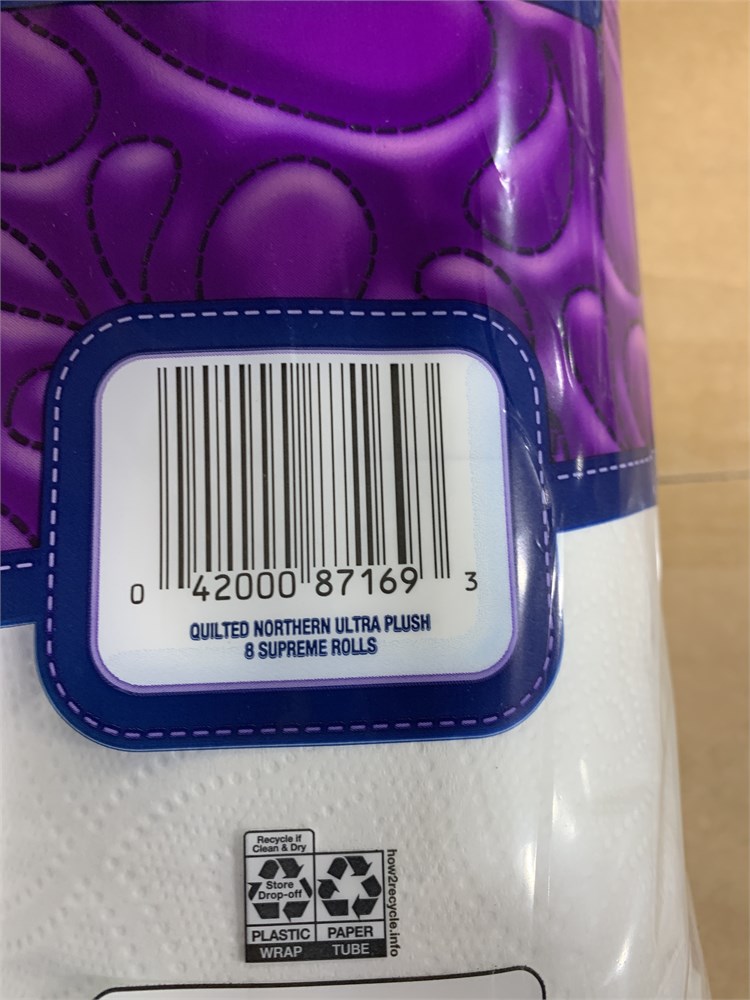 0 42000 87169 3
QUILTED NORTHERN ULTRA PLUSH
8 SUPREME ROLLS
Recycle if
Clean & Dry
Store
Drop-off
PLASTIC
WRAP
PAPER
TUBE
how2recycle.info